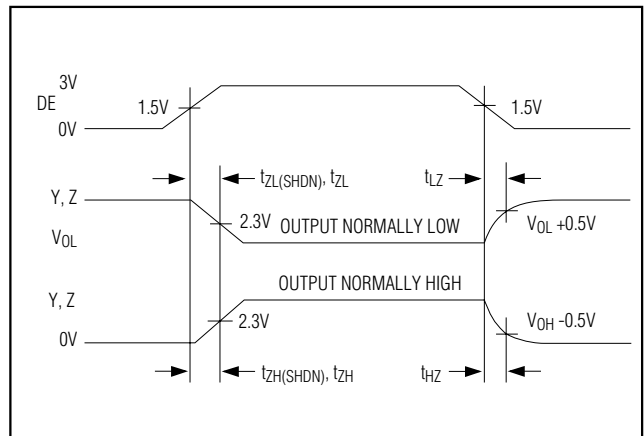 3V
DE
1.5V
1.5V
0V
tZL(SHDN), tZL
tLZ
Y, Z
2.3V
OUTPUT NORMALLY LOW
VOL +0.5V
VOL
OUTPUT NORMALLY HIGH
Y, Z
2.3V
VOH -0.5V
0V
tZH(SHDN), tZH
tHZ